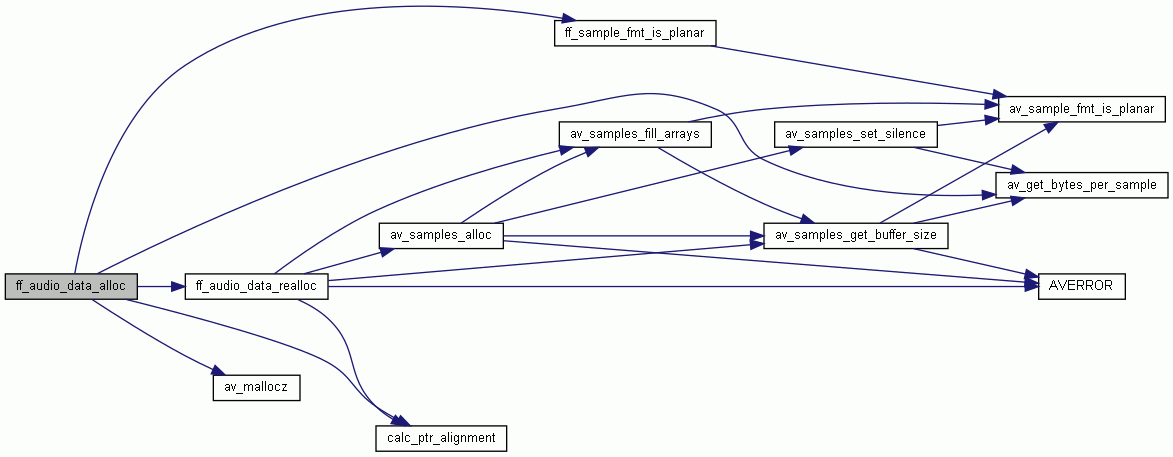 ff_sample_fmt_is_planar
av_sample_fmt_is_planar
av_samples_fill_arrays
av_samples_set_silence
av_get_bytes_per_sample
av_samples_alloc
av_samples_get_buffer_size
ff_audio_data_alloc
ff_audio_data_realloc
AVERROR
av_mallocz
calc_ptr_alignment